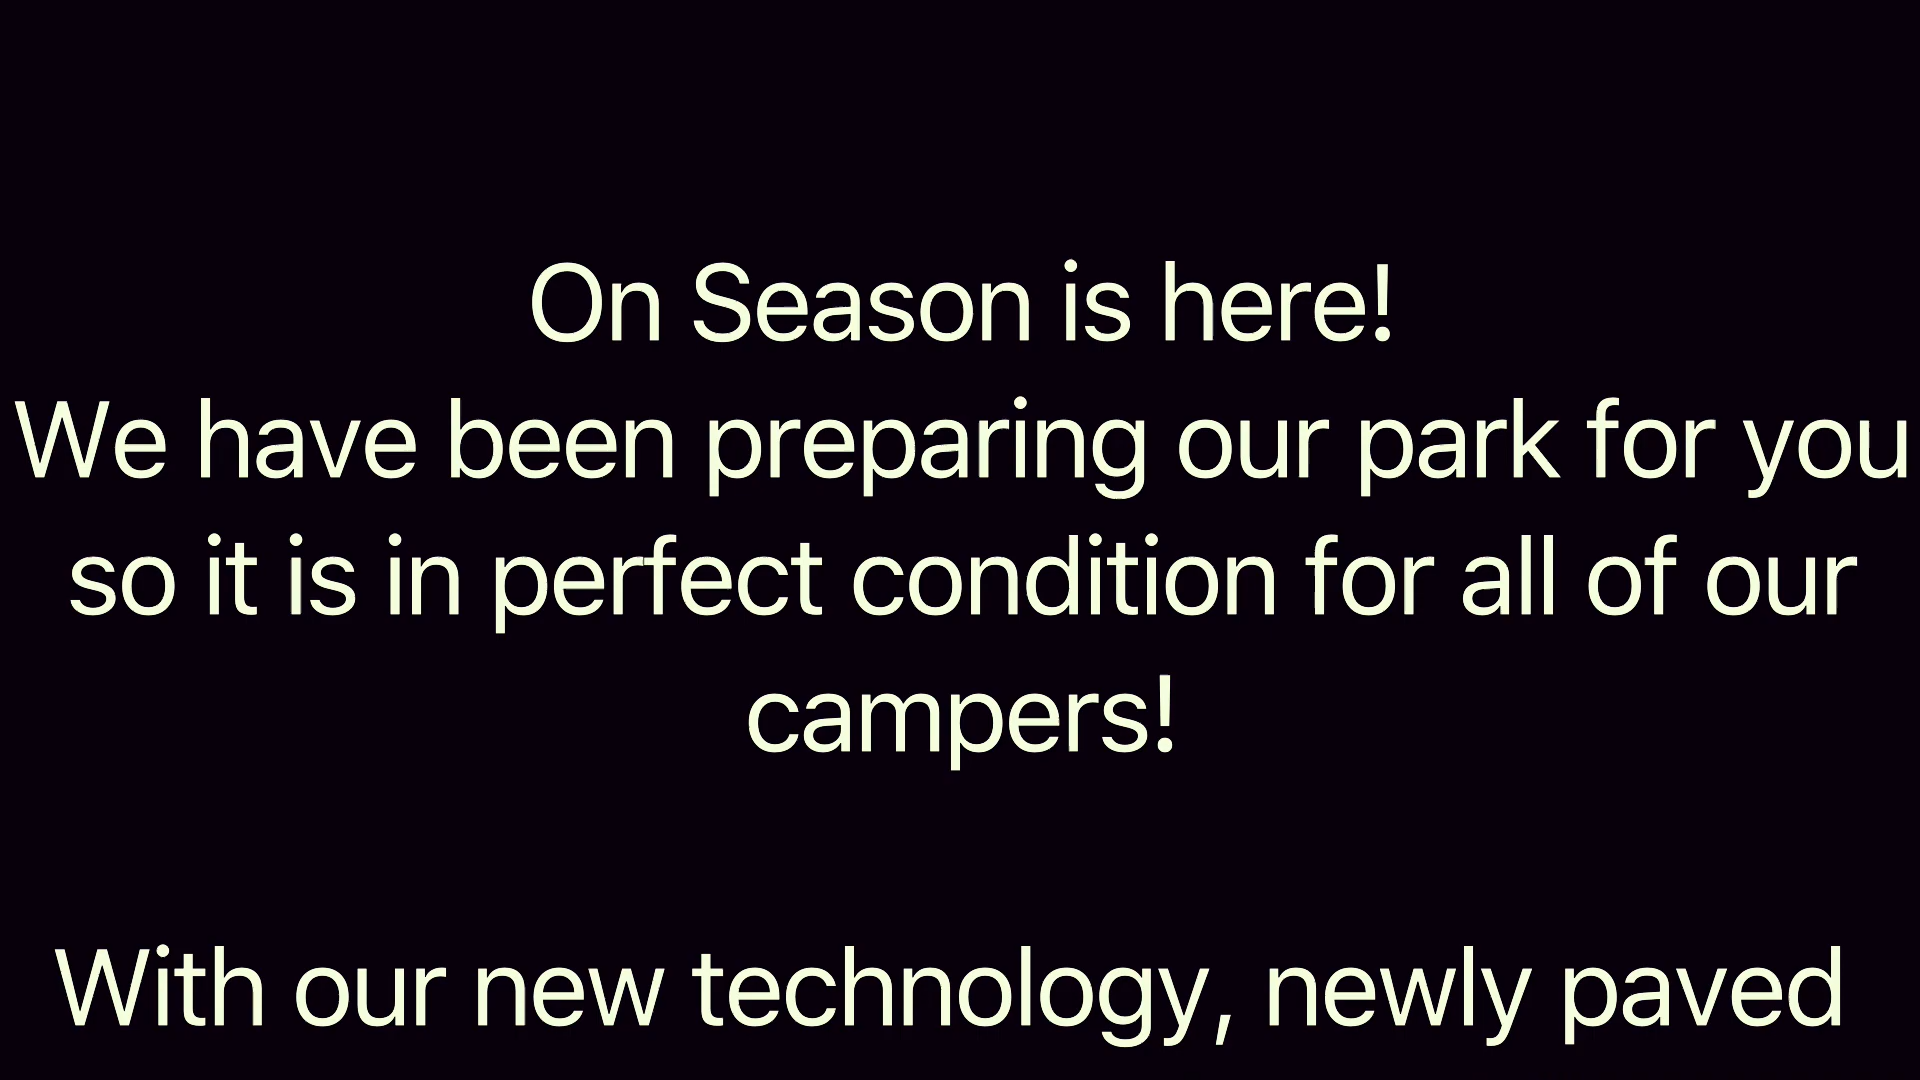 On Season is here!
We have been preparing our park for you
so it is in perfect condition for all of our
campers!
With our new technology, newly paved